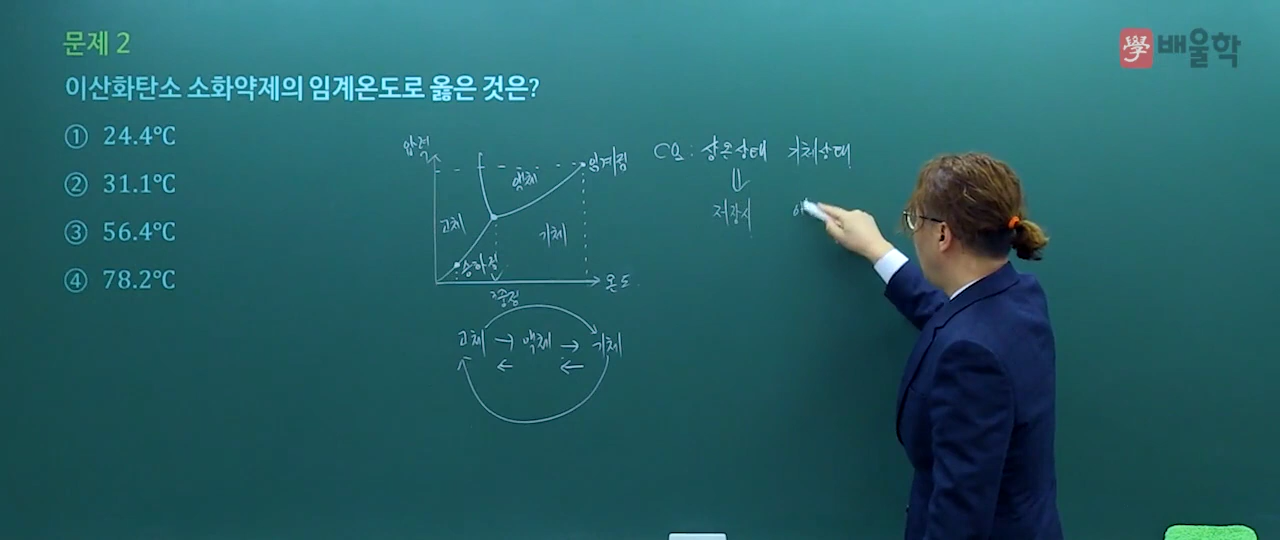 문제 2
學 배울학
이산화탄소 소화약제의 임계온도로 옳은 것은?
① 24.4℃
② 31.1℃
③ 56.4℃
④ 78.2℃
압력
임계점
액체
고체
기체
승화점
온도
고체 → 액체 → 기체
← ←
CO₂ : 상온상태 기체상태
⇓
저장시